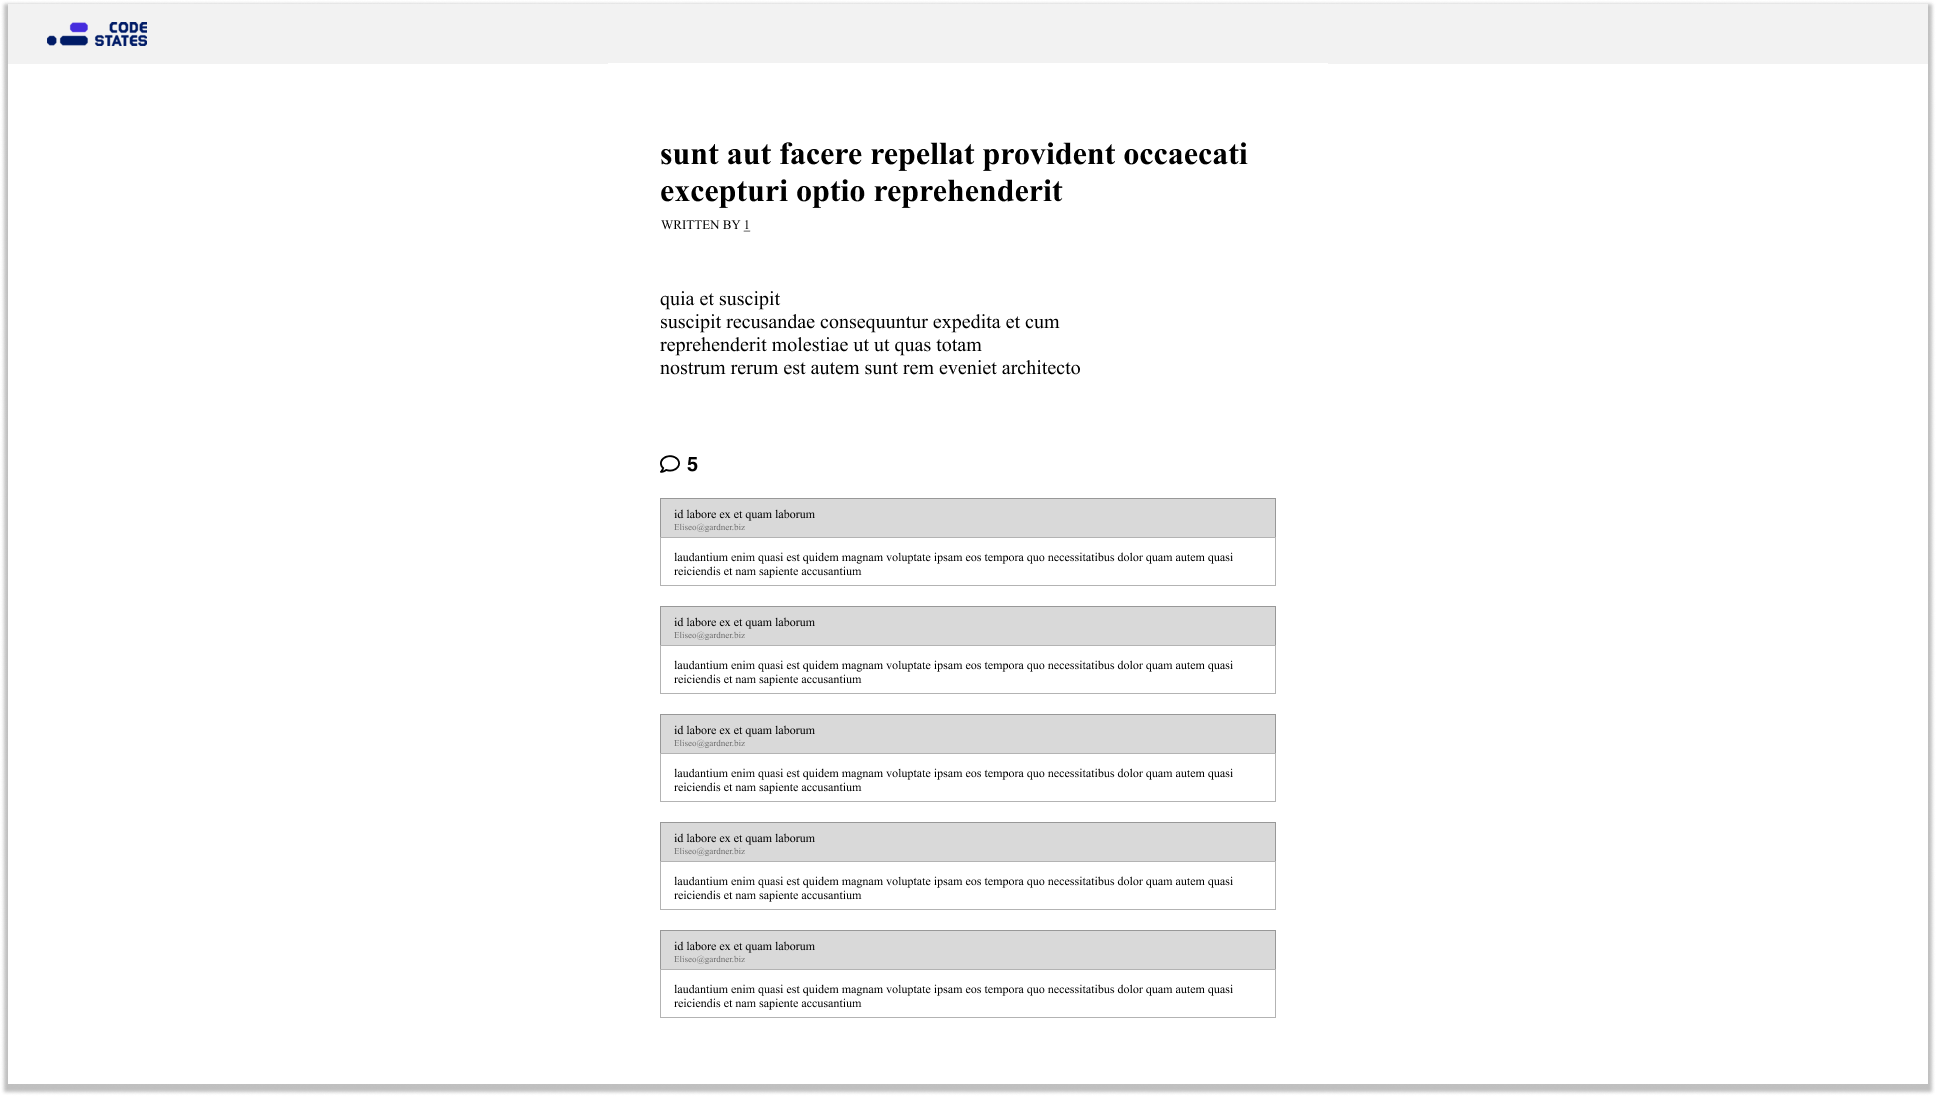 CODE
STATES
sunt aut facere repellat provident occaecati
excepturi optio reprehenderit
WRITTEN BY 1
quia et suscipit
suscipit recusandae consequuntur expedita et cum
reprehenderit molestiae ut ut quas totam
nostrum rerum est autem sunt rem eveniet architecto
5
id labore ex et quam laborum
Eliseo@gardner.biz
laudantium enim quasi est quidem magnam voluptate ipsam eos tempora quo necessitatibus dolor quam autem quasi
reiciendis et nam sapiente accusantium
id labore ex et quam laborum
Eliseo@gardner.biz
laudantium enim quasi est quidem magnam voluptate ipsam eos tempora quo necessitatibus dolor quam autem quasi
reiciendis et nam sapiente accusantium
id labore ex et quam laborum
Eliseo@gardner.biz
laudantium enim quasi est quidem magnam voluptate ipsam eos tempora quo necessitatibus dolor quam autem quasi
reiciendis et nam sapiente accusantium
id labore ex et quam laborum
Eliseo@gardner.biz
laudantium enim quasi est quidem magnam voluptate ipsam eos tempora quo necessitatibus dolor quam autem quasi
reiciendis et nam sapiente accusantium
id labore ex et quam laborum
Eliseo@gardner.biz
laudantium enim quasi est quidem magnam voluptate ipsam eos tempora quo necessitatibus dolor quam autem quasi
reiciendis et nam sapiente accusantium